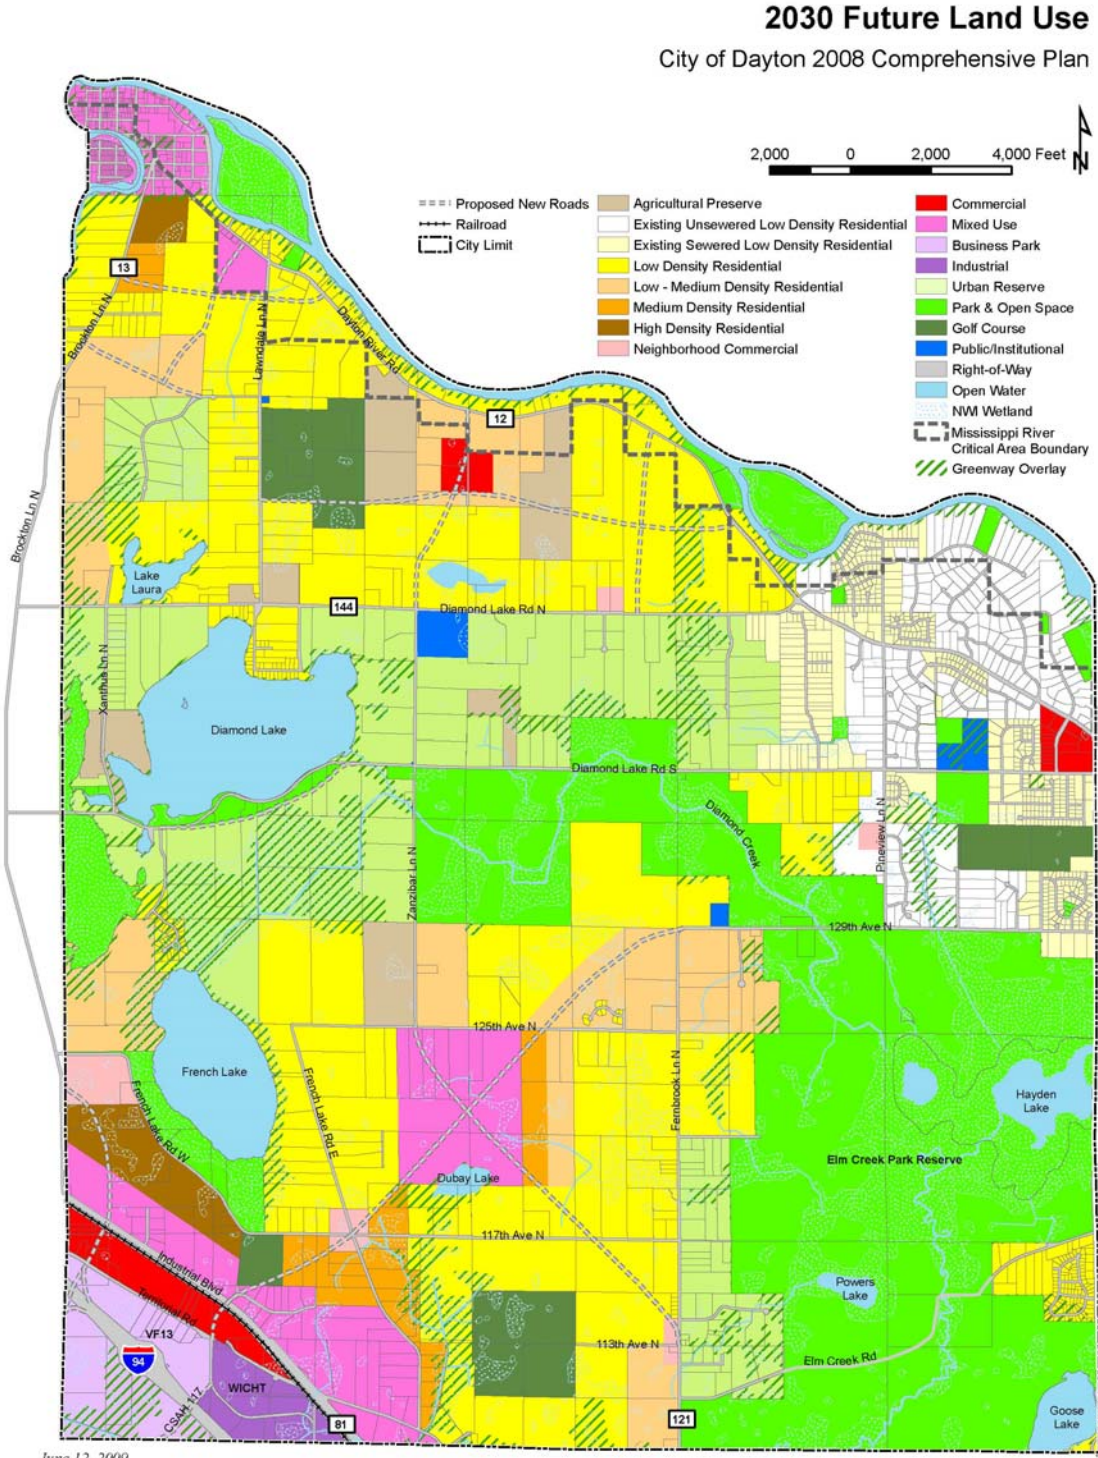 2030 Future Land Use
City of Dayton 2008 Comprehensive Plan
2,000 0 2,000 4,000 Feet
N
Proposed New Roads
Railroad
City Limit
Agricultural Preserve
Existing Unsewered Low Density Residential
Existing Sewered Low Density Residential
Low Density Residential
Low - Medium Density Residential
Medium Density Residential
High Density Residential
Neighborhood Commercial
Commercial
Mixed Use
Business Park
Industrial
Urban Reserve
Park & Open Space
Golf Course
Public/Institutional
Right-of-Way
Open Water
NWI Wetland
Mississippi River
Critical Area Boundary
Greenway Overlay
13
Brockton Ln N
Lawndale Ln N
Dayton River Rd
12
Brockton Ln N
Lake
Laura
144
Diamond Lake Rd N
Xanthus Ln N
Diamond Lake
Diamond Lake Rd S
Diamond Creek
Pineview Ln N
Zanzibar Ln N
129th Ave N
125th Ave N
French Lake
French Lake Rd W
French Lake Rd E
Fernbrook Ln N
Hayden
Lake
Elm Creek Park Reserve
Dubay Lake
117th Ave N
Industrial Blvd
Territorial Rd
Powers
Lake
VF13
94
113th Ave N
Elm Creek Rd
WICHT
CSAH 117
81
121
Goose
Lake
June 12, 2009